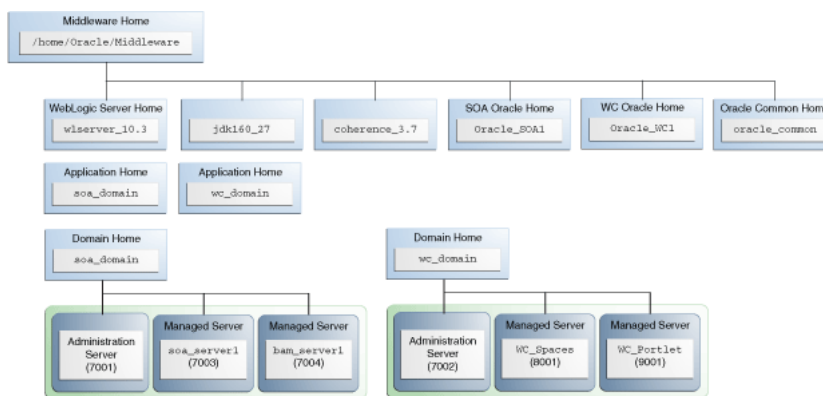 Middleware Home
/home/Oracle/Middleware
WebLogic Server Home
wlserver_10.3
jdk160_27
coherence_3.7
SOA Oracle Home
Oracle_SOA1
WC Oracle Home
Oracle_WC1
Oracle Common Home
oracle_common
Application Home
soa_domain
Application Home
wc_domain
Domain Home
soa_domain
Domain Home
wc_domain
Administration
Server
(7001)
Managed Server
soa_server1
(7003)
Managed Server
bam_server1
(7004)
Administration
Server
(7002)
Managed Server
WC_Spaces
(8001)
Managed Server
WC_Portlet
(9001)